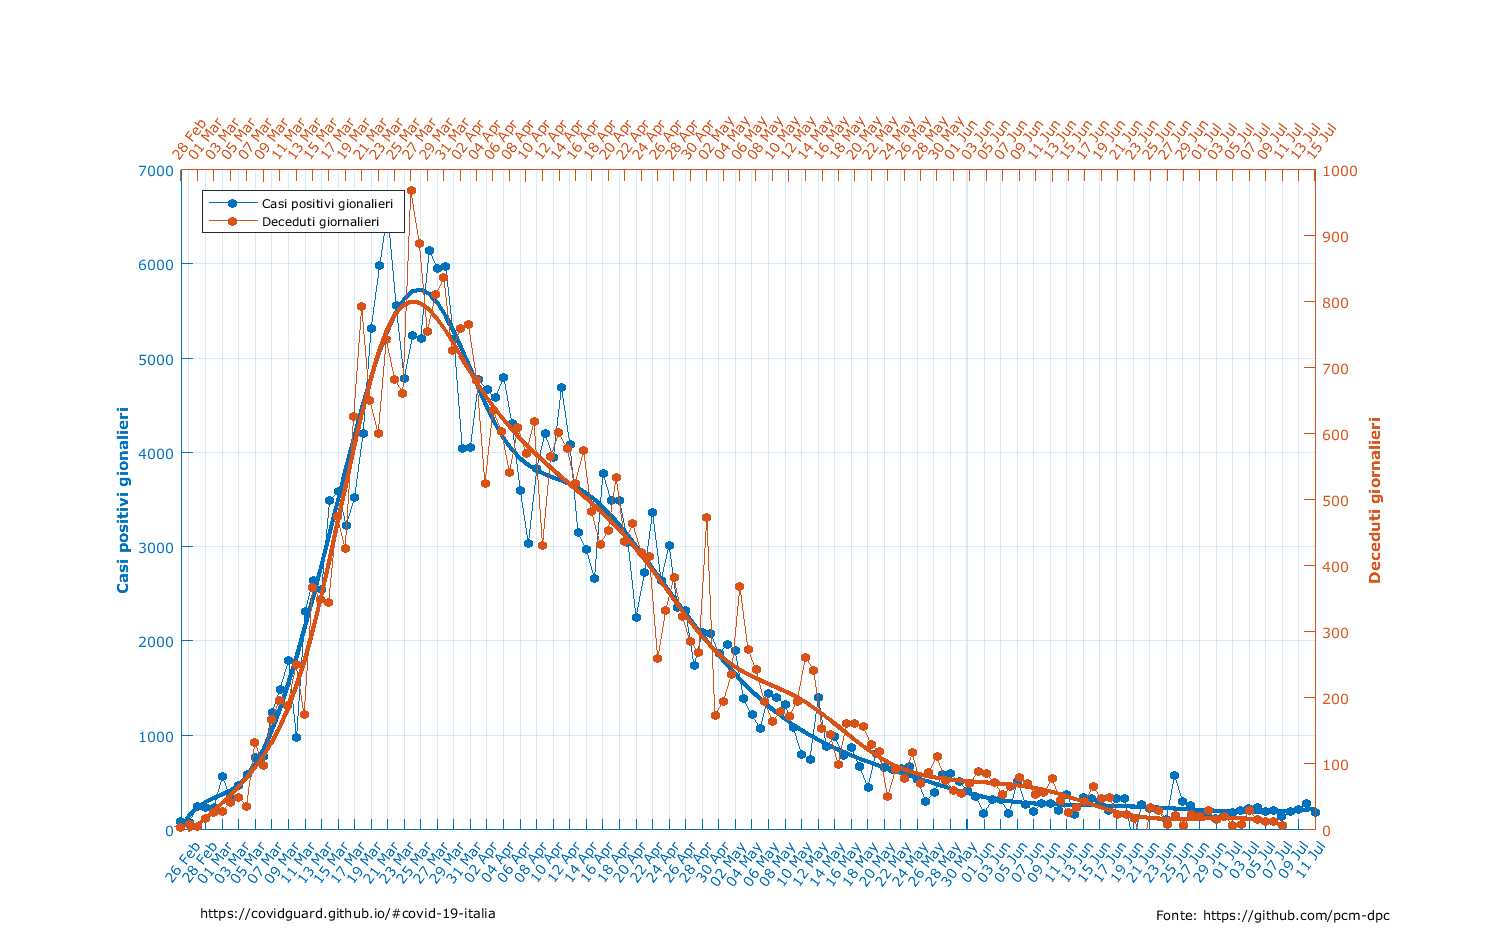 28 Feb
01 Mar
03 Mar
05 Mar
07 Mar
09 Mar
11 Mar
13 Mar
15 Mar
17 Mar
19 Mar
21 Mar
23 Mar
25 Mar
27 Mar
29 Mar
31 Mar
02 Apr
04 Apr
06 Apr
08 Apr
10 Apr
12 Apr
14 Apr
16 Apr
18 Apr
20 Apr
22 Apr
24 Apr
26 Apr
28 Apr
30 Apr
02 May
04 May
06 May
08 May
10 May
12 May
14 May
16 May
18 May
20 May
22 May
24 May
26 May
28 May
30 May
01 Jun
03 Jun
05 Jun
07 Jun
09 Jun
11 Jun
13 Jun
15 Jun
17 Jun
19 Jun
21 Jun
23 Jun
25 Jun
27 Jun
29 Jun
01 Jul
03 Jul
05 Jul
07 Jul
09 Jul
11 Jul
13 Jul
15 Jul
Casi positivi gionalieri
Deceduti giornalieri
7000
6000
5000
4000
3000
2000
1000
0
Casi positivi gionalieri
1000
900
800
700
600
500
400
300
200
100
0
Deceduti giornalieri
26 Feb
28 Feb
01 Mar
03 Mar
05 Mar
07 Mar
09 Mar
11 Mar
13 Mar
15 Mar
17 Mar
19 Mar
21 Mar
23 Mar
25 Mar
27 Mar
29 Mar
31 Mar
02 Apr
04 Apr
06 Apr
08 Apr
10 Apr
12 Apr
14 Apr
16 Apr
18 Apr
20 Apr
22 Apr
24 Apr
26 Apr
28 Apr
30 Apr
02 May
04 May
06 May
08 May
10 May
12 May
14 May
16 May
18 May
20 May
22 May
24 May
26 May
28 May
30 May
01 Jun
03 Jun
05 Jun
07 Jun
09 Jun
11 Jun
13 Jun
15 Jun
17 Jun
19 Jun
21 Jun
23 Jun
25 Jun
27 Jun
29 Jun
01 Jul
03 Jul
05 Jul
07 Jul
09 Jul
11 Jul
https://covidguard.github.io/#covid-19-italia
Fonte: https://github.com/pcm-dpc